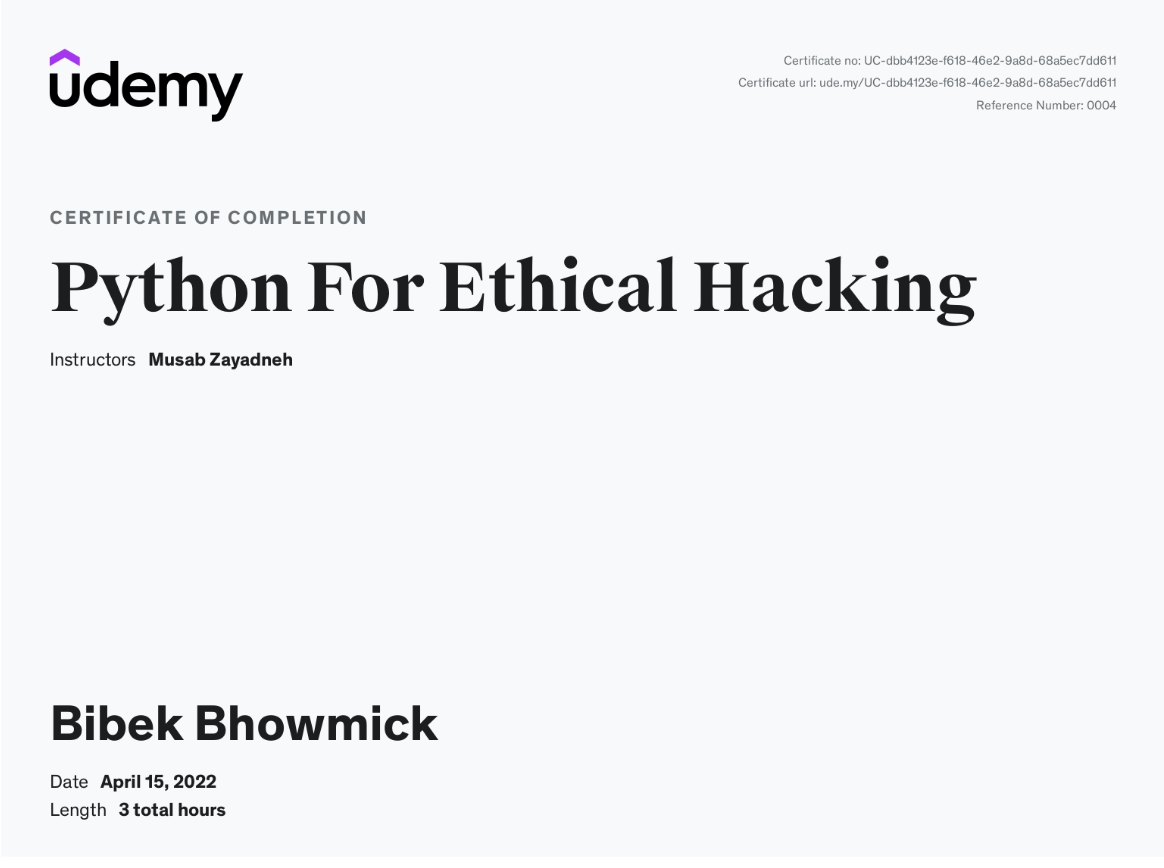 udemy
Certificate no: UC-dbb4123e-f618-46e2-9a8d-68a5ec7dd611
Certificate url: ude.my/UC-dbb4123e-f618-46e2-9a8d-68a5ec7dd611
Reference Number: 0004
CERTIFICATE OF COMPLETION
Python For Ethical Hacking
Instructors Musab Zayadneh
Bibek Bhowmick
Date April 15, 2022
Length 3 total hours